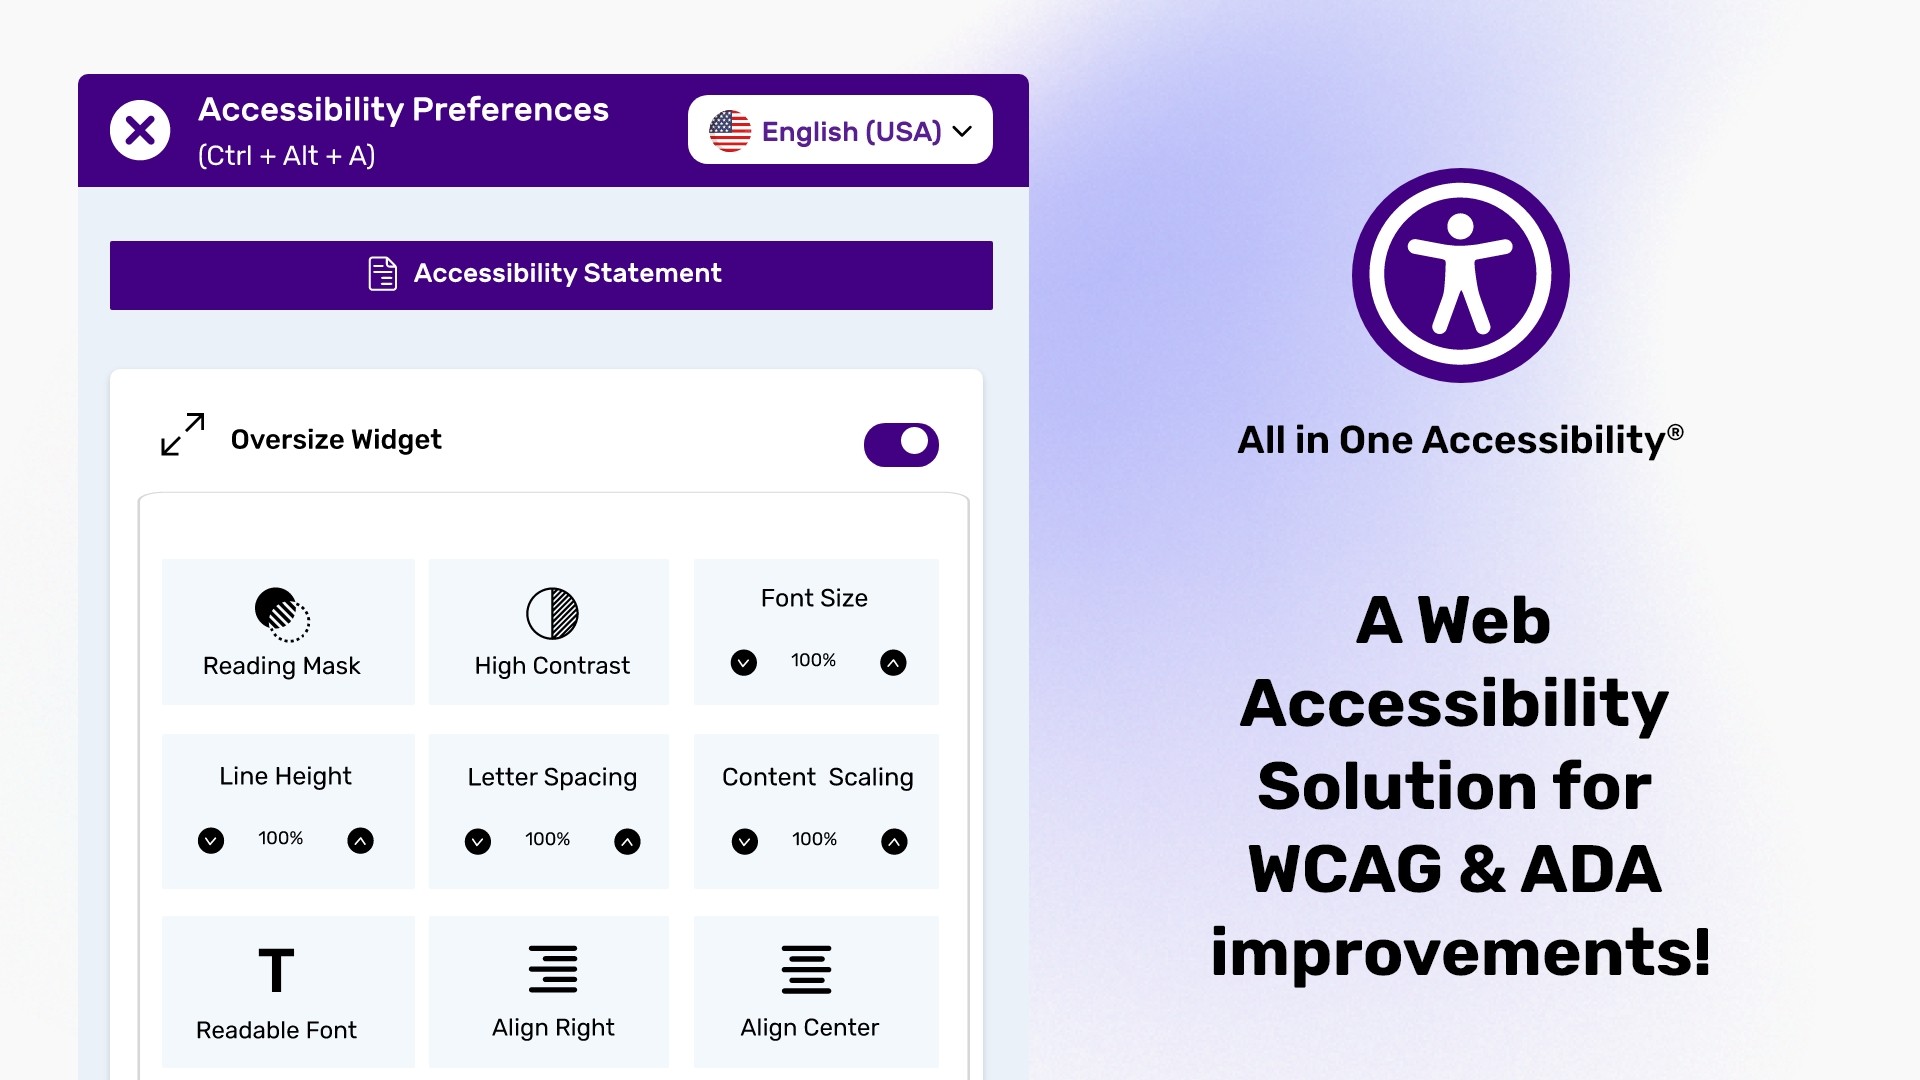 Accessibility Preferences
(Ctrl + Alt + A)
English (USA)
Accessibility Statement
Oversize Widget
Reading Mask
High Contrast
Font Size
100%
Line Height
100%
Letter Spacing
100%
Content Scaling
100%
T
Readable Font
Align Right
Align Center
All in One Accessibility®
A Web
Accessibility
Solution for
WCAG & ADA
improvements!